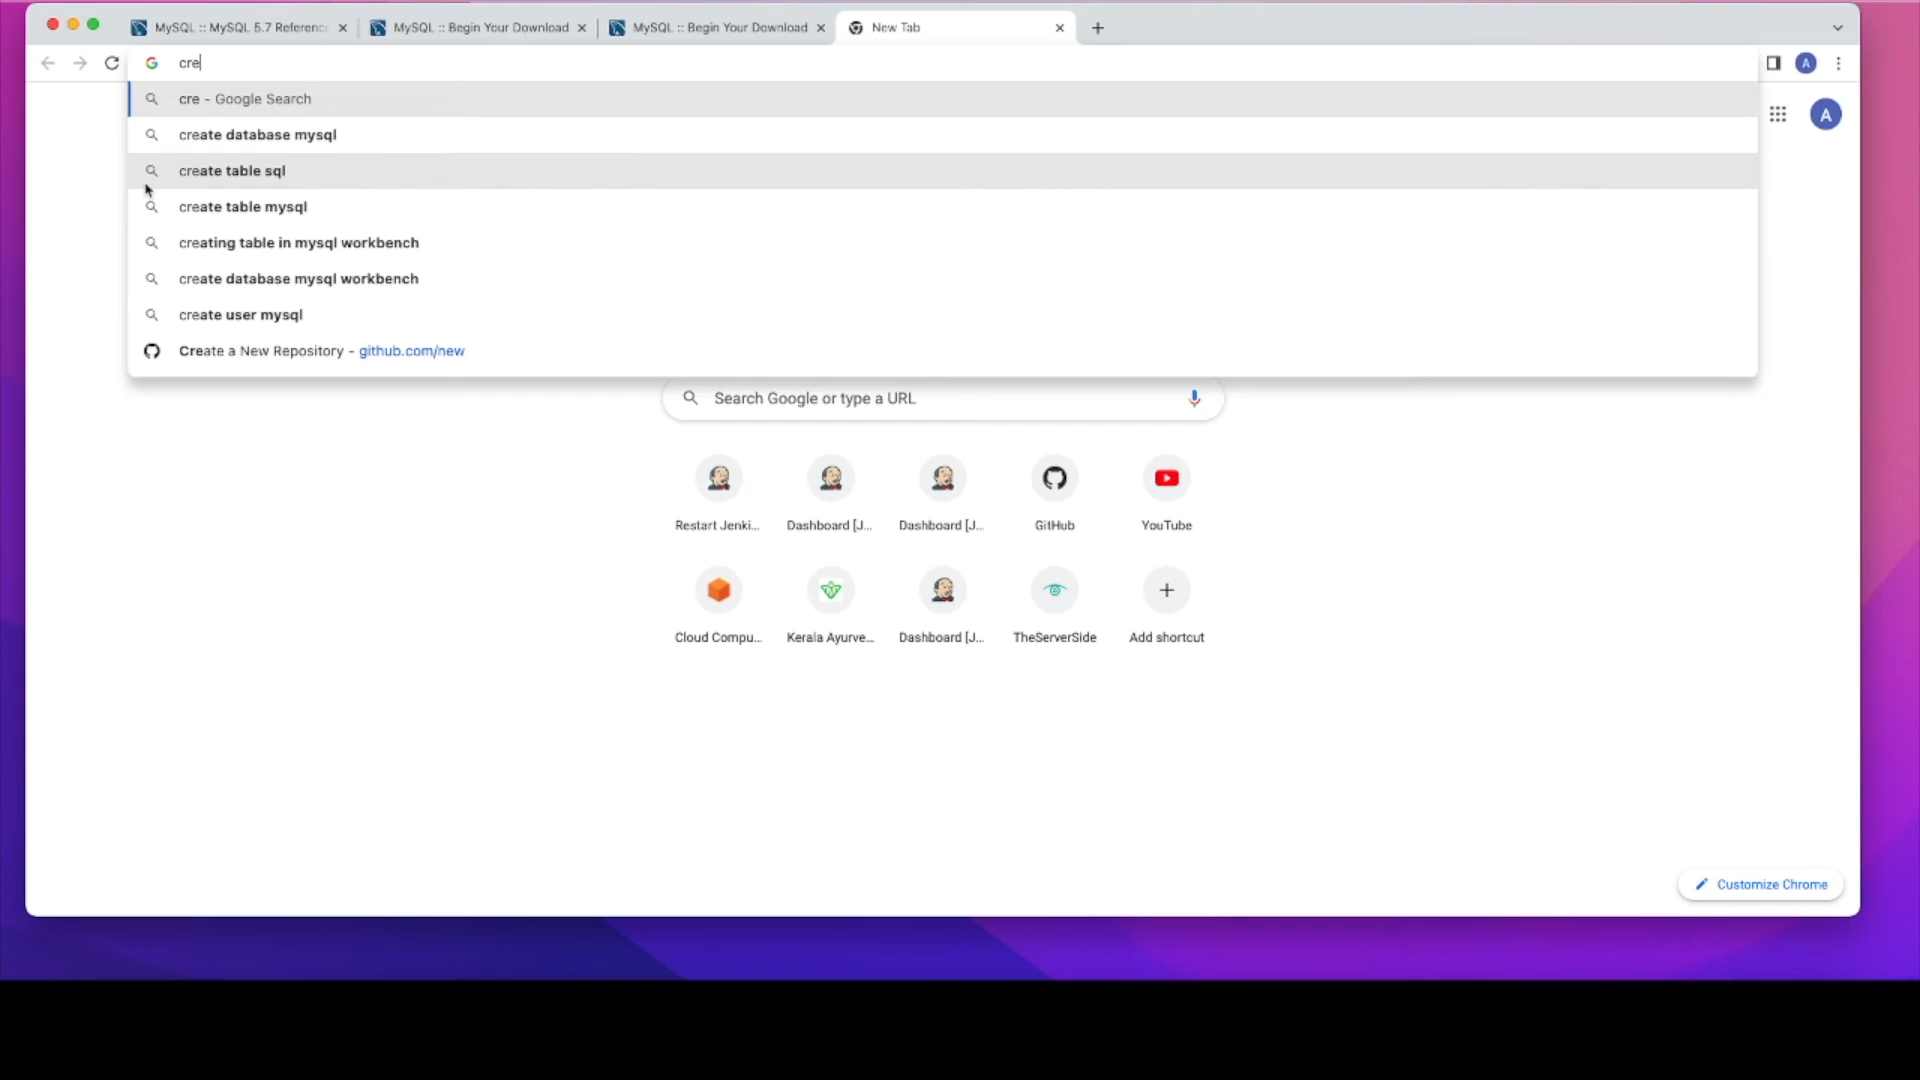 MySQL :: MySQL 5.7 Referenc
MySQL :: Begin Your Download
MySQL :: Begin Your Download
New Tab
cre
A
cre - Google Search
create database mysql
A
create table sql
create table mysql
creating table in mysql workbench
create database mysql workbench
create user mysql
Create a New Repository - github.com/new
Search Google or type a URL
Restart Jenki...
Dashboard [J...
Dashboard [J...
GitHub
YouTube
Cloud Compu...
Kerala Ayurve...
Dashboard [J...
TheServerSide
Add shortcut
Customize Chrome